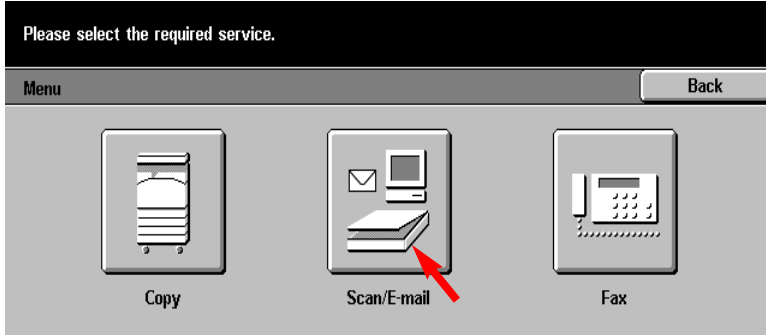 Please select the required service.
Menu
Back
Copy
Scan/E-mail
Fax